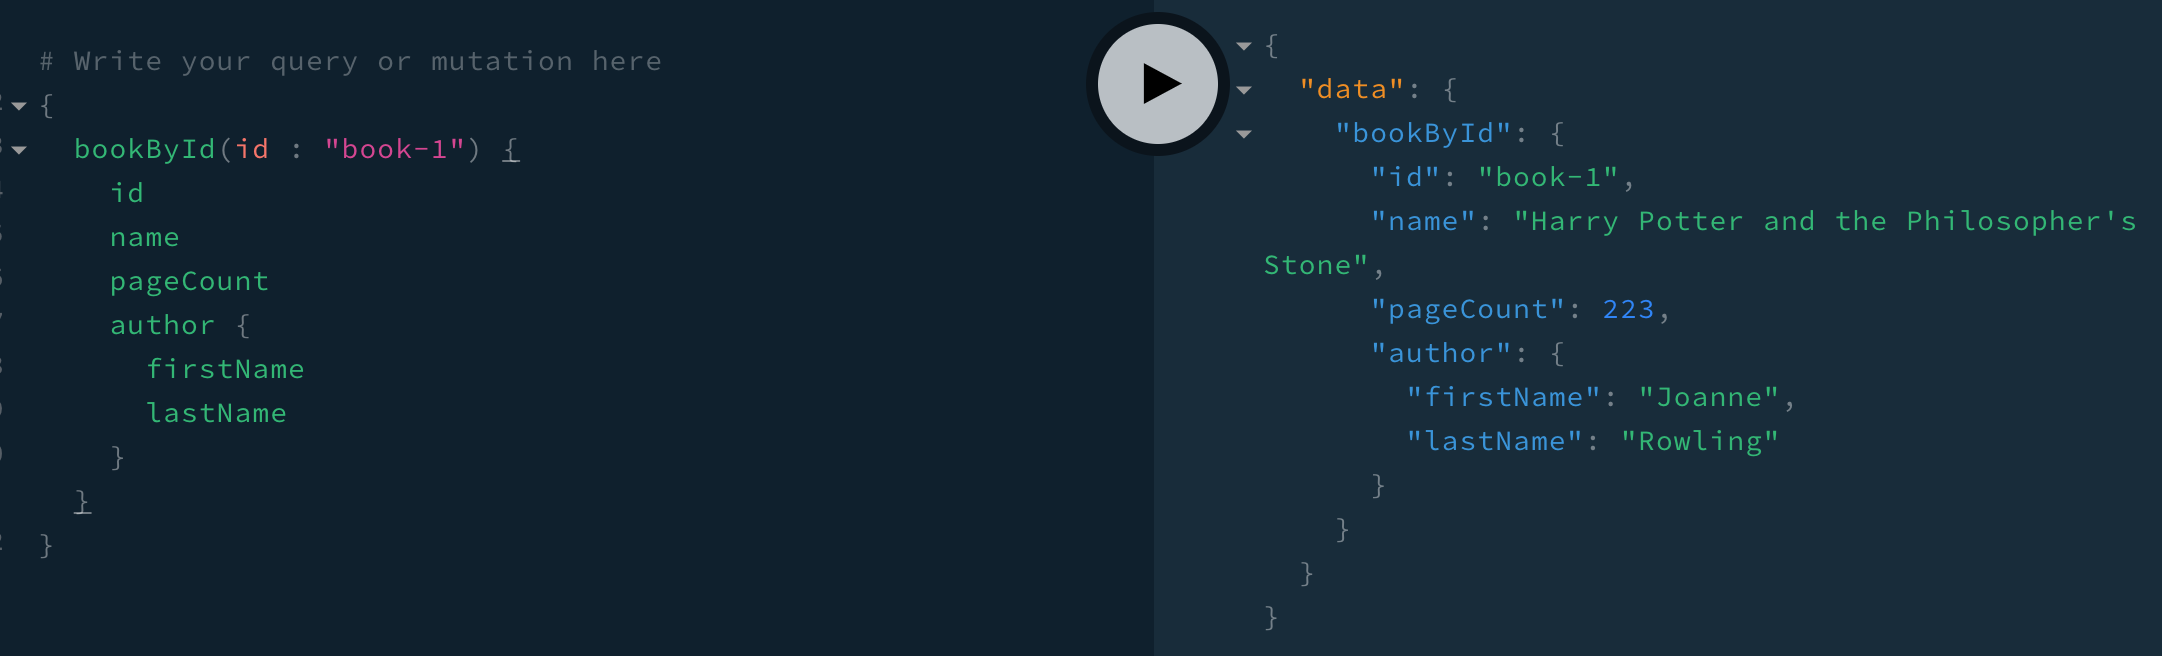 # Write your query or mutation here
{
bookById(id : "book-1") {
id
name
pageCount
author {
firstName
lastName
}
}
}
{
"data": {
"bookById": {
"id": "book-1",
"name": "Harry Potter and the Philosopher's
Stone",
"pageCount": 223,
"author": {
"firstName": "Joanne",
"lastName": "Rowling"
}
}
}
}